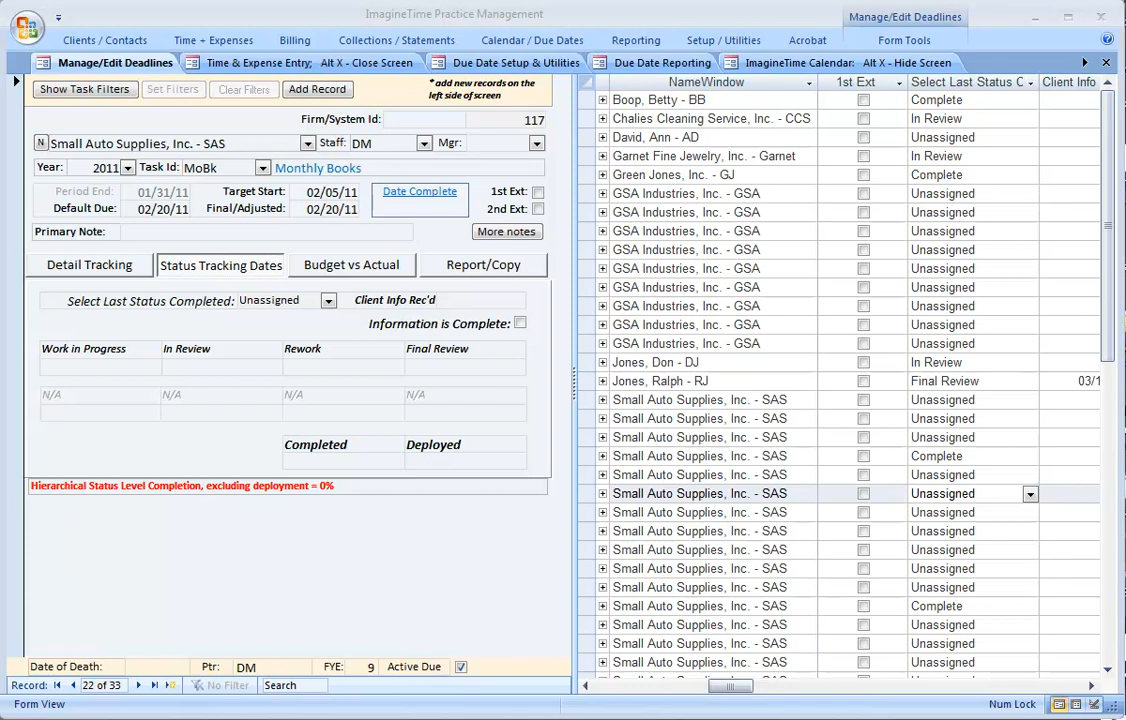 ImagineTime Practice Management
Manage/Edit Deadlines
Clients / Contacts Time + Expenses Billing Collections / Statements Calendar / Due Dates Reporting Setup / Utilities Acrobat Form Tools
Manage/Edit Deadlines Time & Expense Entry; Alt X - Close Screen Due Date Setup & Utilities Due Date Reporting ImagineTime Calendar: Alt X - Hide Screen
Show Task Filters Set Filters Clear Filters Add Record * add new records on the
left side of screen
Firm/System Id: 117
N Small Auto Supplies, Inc. - SAS Staff: DM Mgr:
Year: 2011 Task Id: MoBk Monthly Books
Period End: 01/31/11 Target Start: 02/05/11 Date Complete 1st Ext:
Default Due: 02/20/11 Final/Adjusted: 02/20/11 2nd Ext:
Primary Note: More notes
Detail Tracking Status Tracking Dates Budget vs Actual Report/Copy
Select Last Status Completed: Unassigned Client Info Rec'd
Information is Complete:
Work in Progress In Review Rework Final Review
N/A N/A N/A N/A
Completed Deployed
Hierarchical Status Level Completion, excluding deployment = 0%
Date of Death: Ptr: DM FYE: 9 Active Due
Record: 22 of 33 No Filter Search
Form View
NameWindow 1st Ext Select Last Status C Client Info
Boop, Betty - BB Complete
Chalies Cleaning Service, Inc. - CCS In Review
David, Ann - AD Unassigned
Garnet Fine Jewelry, Inc. - Garnet In Review
Green Jones, Inc. - GJ Complete
GSA Industries, Inc. - GSA Unassigned
GSA Industries, Inc. - GSA Unassigned
GSA Industries, Inc. - GSA Unassigned
GSA Industries, Inc. - GSA Unassigned
GSA Industries, Inc. - GSA Unassigned
GSA Industries, Inc. - GSA Unassigned
GSA Industries, Inc. - GSA Unassigned
GSA Industries, Inc. - GSA Unassigned
GSA Industries, Inc. - GSA Unassigned
Jones, Don - DJ In Review
Jones, Ralph - RJ Final Review 03/1
Small Auto Supplies, Inc. - SAS Unassigned
Small Auto Supplies, Inc. - SAS Unassigned
Small Auto Supplies, Inc. - SAS Unassigned
Small Auto Supplies, Inc. - SAS Complete
Small Auto Supplies, Inc. - SAS Unassigned
Small Auto Supplies, Inc. - SAS Unassigned
Small Auto Supplies, Inc. - SAS Unassigned
Small Auto Supplies, Inc. - SAS Unassigned
Small Auto Supplies, Inc. - SAS Unassigned
Small Auto Supplies, Inc. - SAS Unassigned
Small Auto Supplies, Inc. - SAS Unassigned
Small Auto Supplies, Inc. - SAS Complete
Small Auto Supplies, Inc. - SAS Unassigned
Small Auto Supplies, Inc. - SAS Unassigned
Small Auto Supplies, Inc. - SAS Unassigned
Num Lock